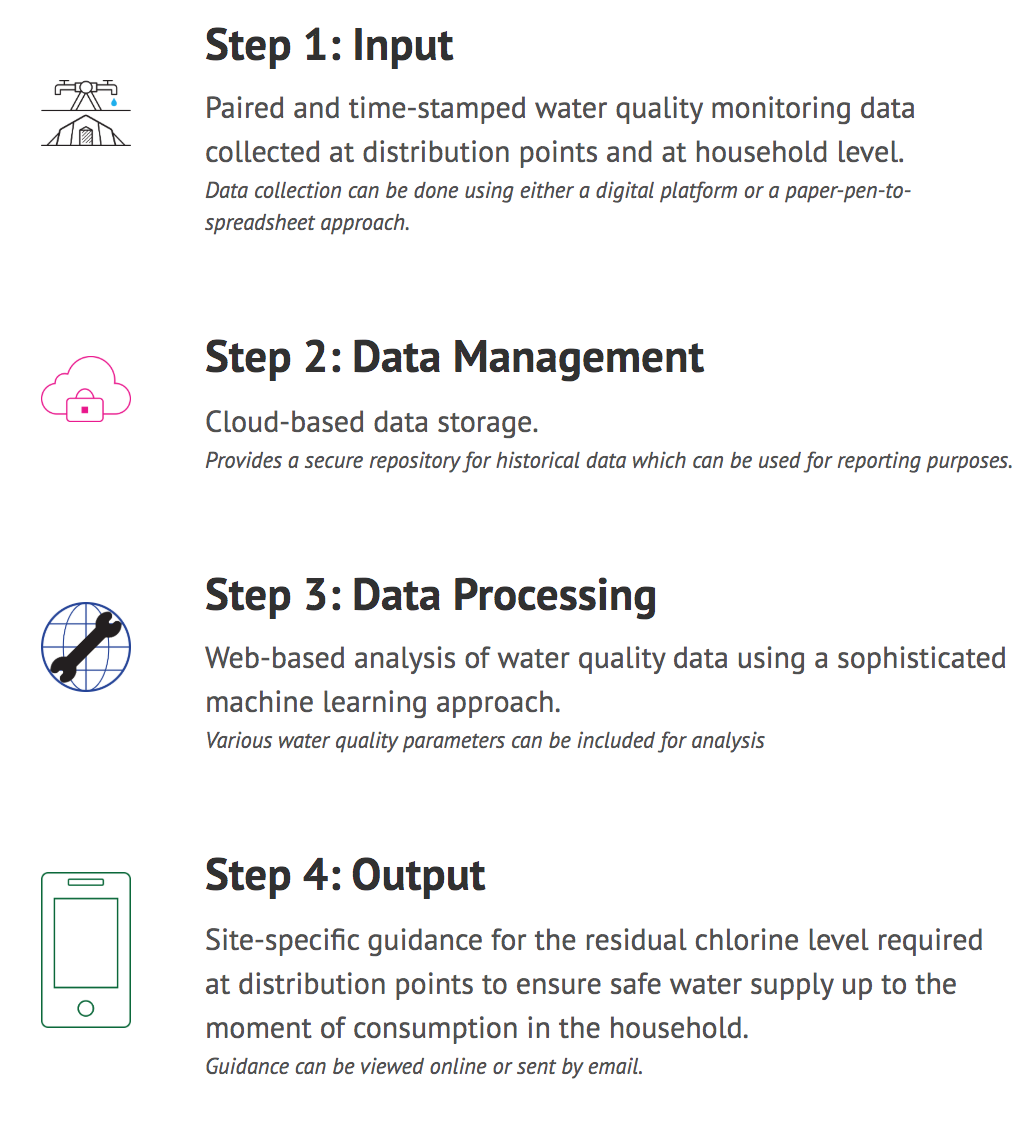 Step 1: Input
Paired and time-stamped water quality monitoring data
collected at distribution points and at household level.
Data collection can be done using either a digital platform or a paper-pen-to-
spreadsheet approach.
Step 2: Data Management
Cloud-based data storage.
Provides a secure repository for historical data which can be used for reporting purposes.
Step 3: Data Processing
Web-based analysis of water quality data using a sophisticated
machine learning approach.
Various water quality parameters can be included for analysis
Step 4: Output
Site-specific guidance for the residual chlorine level required
at distribution points to ensure safe water supply up to the
moment of consumption in the household.
Guidance can be viewed online or sent by email.